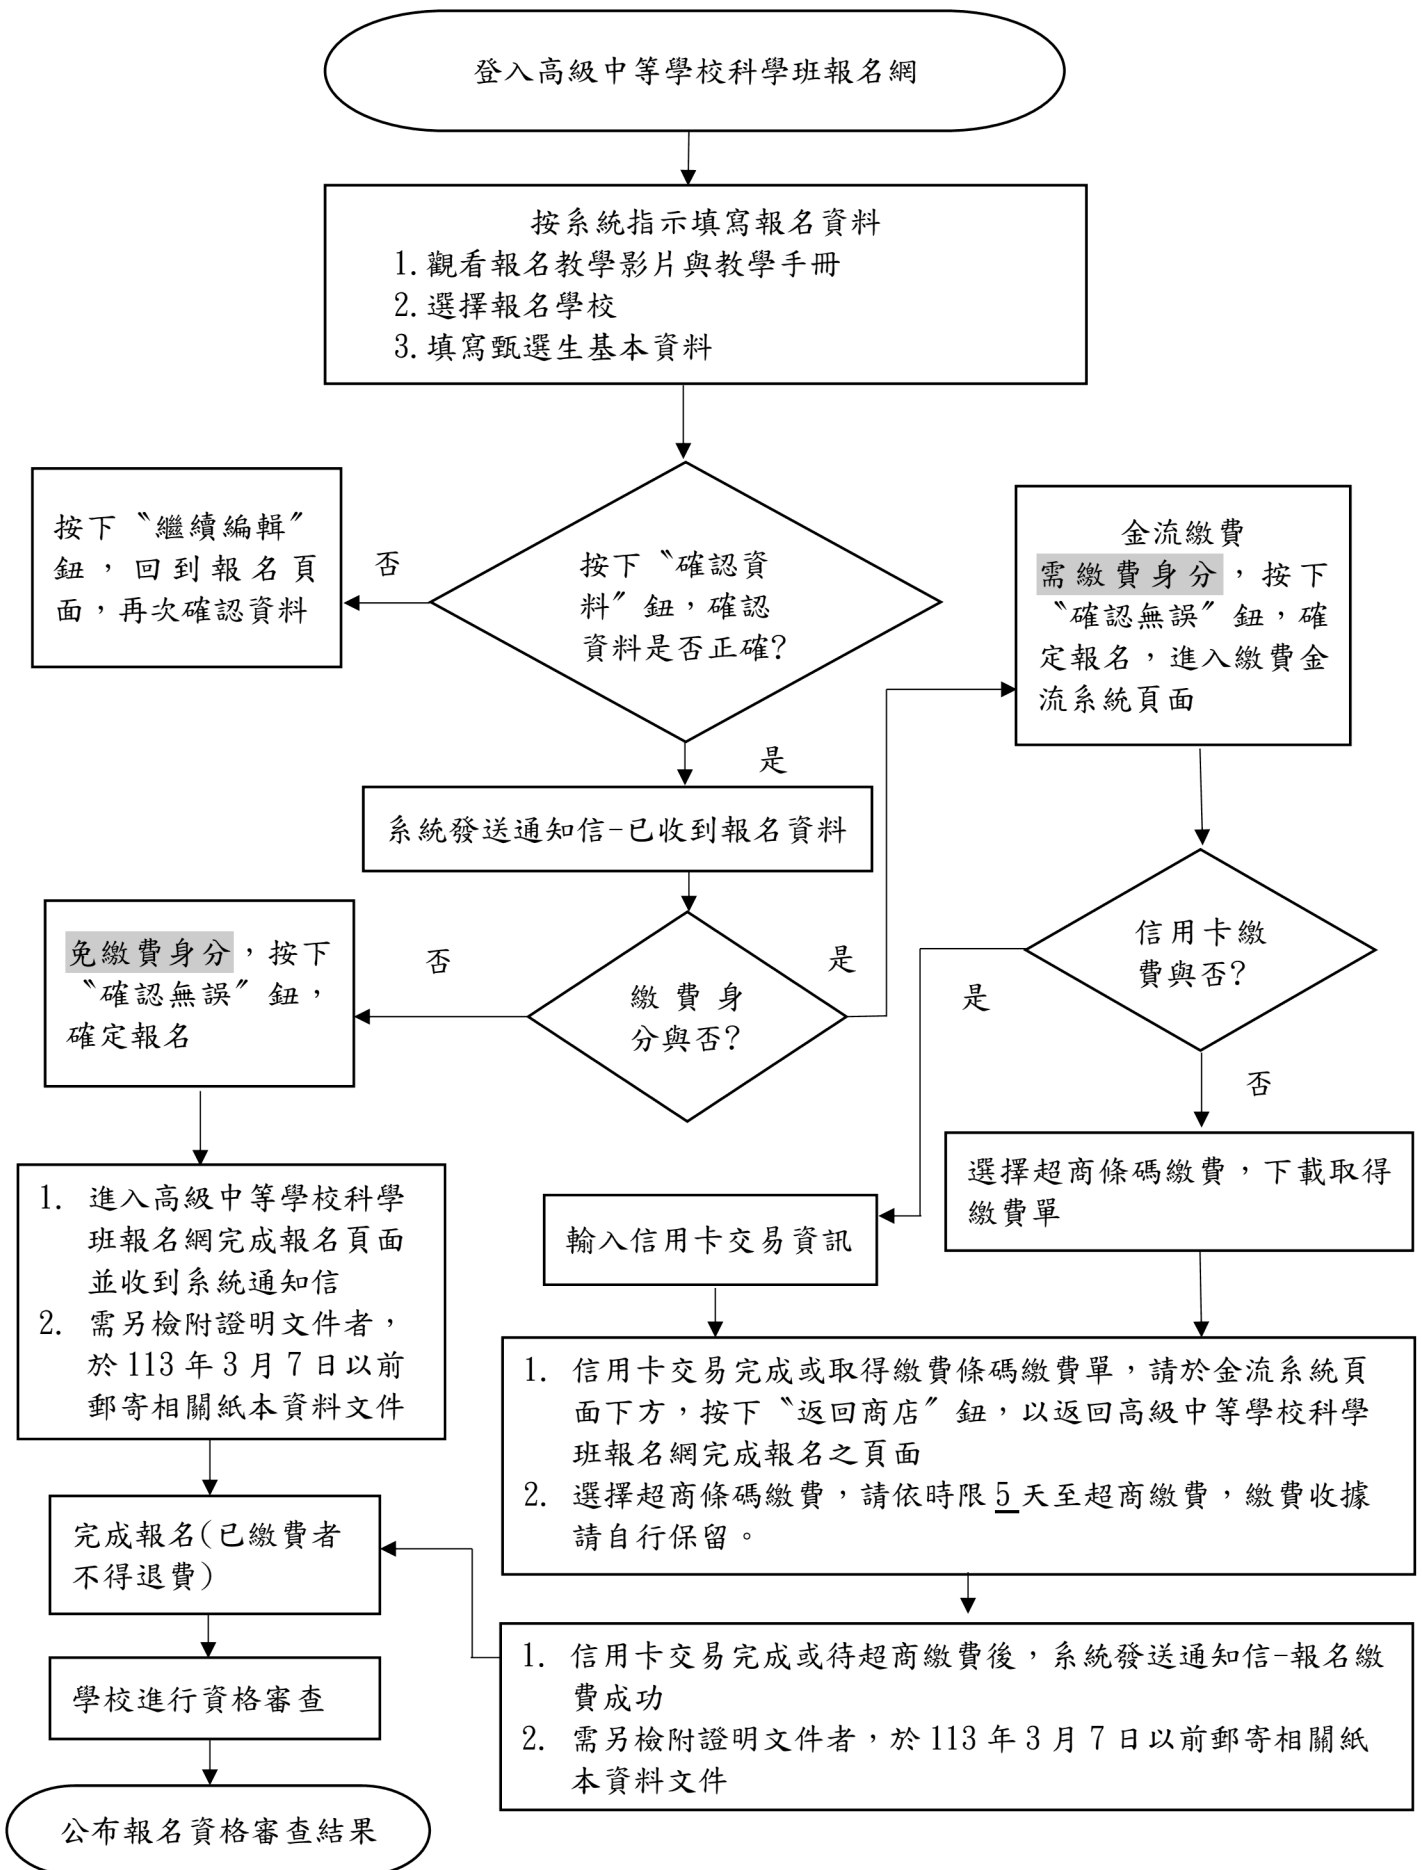 登入高級中等學校科學班報名網
按系統指示填寫報名資料
1.觀看報名教學影片與教學手冊
2.選擇報名學校
3.填寫甄選生基本資料
按下〝確認資
料〞鈕，確認
資料是否正確?
否
按下〝繼續編輯〞
鈕，回到報名頁
面，再次確認資料
是
系統發送通知信-已收到報名資料
繳費身
分與否?
否
免繳費身分，按下
〝確認無誤〞鈕，
確定報名
是
金流繳費
需繳費身分，按下
〝確認無誤〞鈕，確
定報名，進入繳費金
流系統頁面
信用卡繳
費與否?
是
否
輸入信用卡交易資訊
選擇超商條碼繳費，下載取得
繳費單
1. 進入高級中等學校科學
班報名網完成報名頁面
並收到系統通知信
2. 需另檢附證明文件者，
於113年3月7日以前
郵寄相關紙本資料文件
1. 信用卡交易完成或取得繳費條碼繳費單，請於金流系統頁
面下方，按下〝返回商店〞鈕，以返回高級中等學校科學
班報名網完成報名之頁面
2. 選擇超商條碼繳費，請依時限5天至超商繳費，繳費收據
請自行保留。
1. 信用卡交易完成或待超商繳費後，系統發送通知信-報名繳
費成功
2. 需另檢附證明文件者，於113年3月7日以前郵寄相關紙
本資料文件
完成報名(已繳費者
不得退費)
學校進行資格審查
公布報名資格審查結果